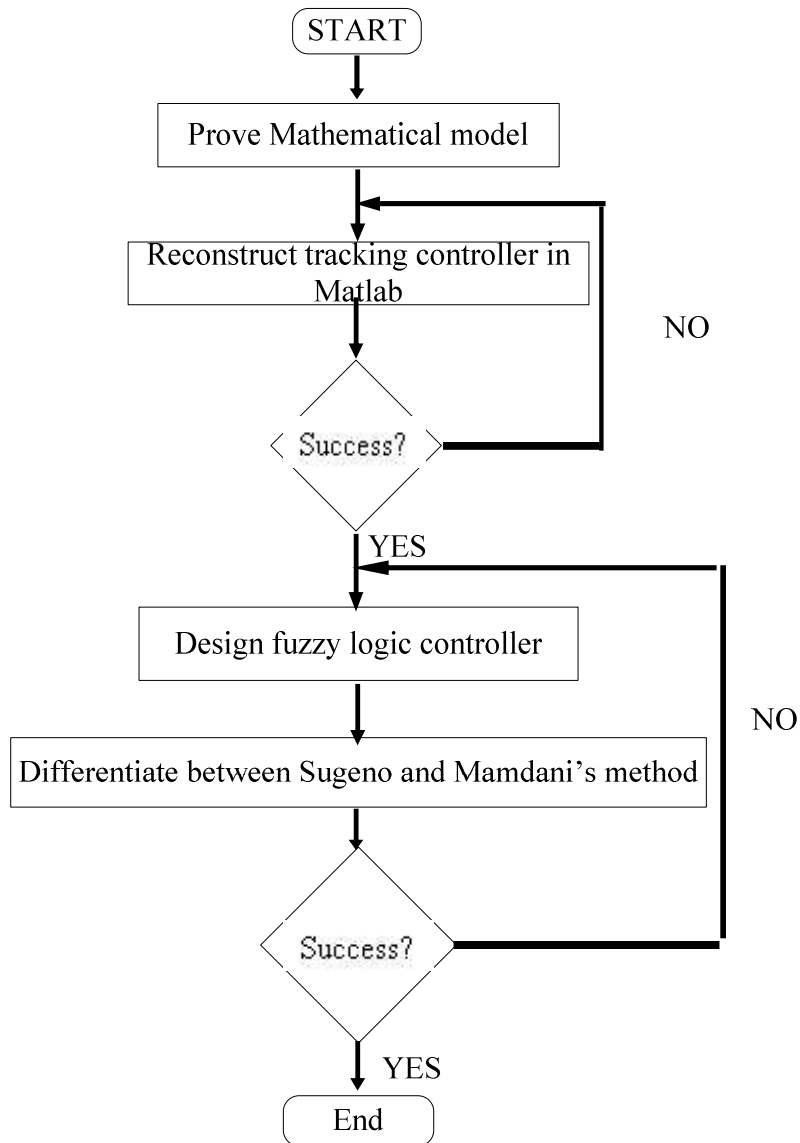 START
Prove Mathematical model
Reconstruct tracking controller in
Matlab
NO
Success?
YES
Design fuzzy logic controller
NO
Differentiate between Sugeno and Mamdani’s method
Success?
YES
End